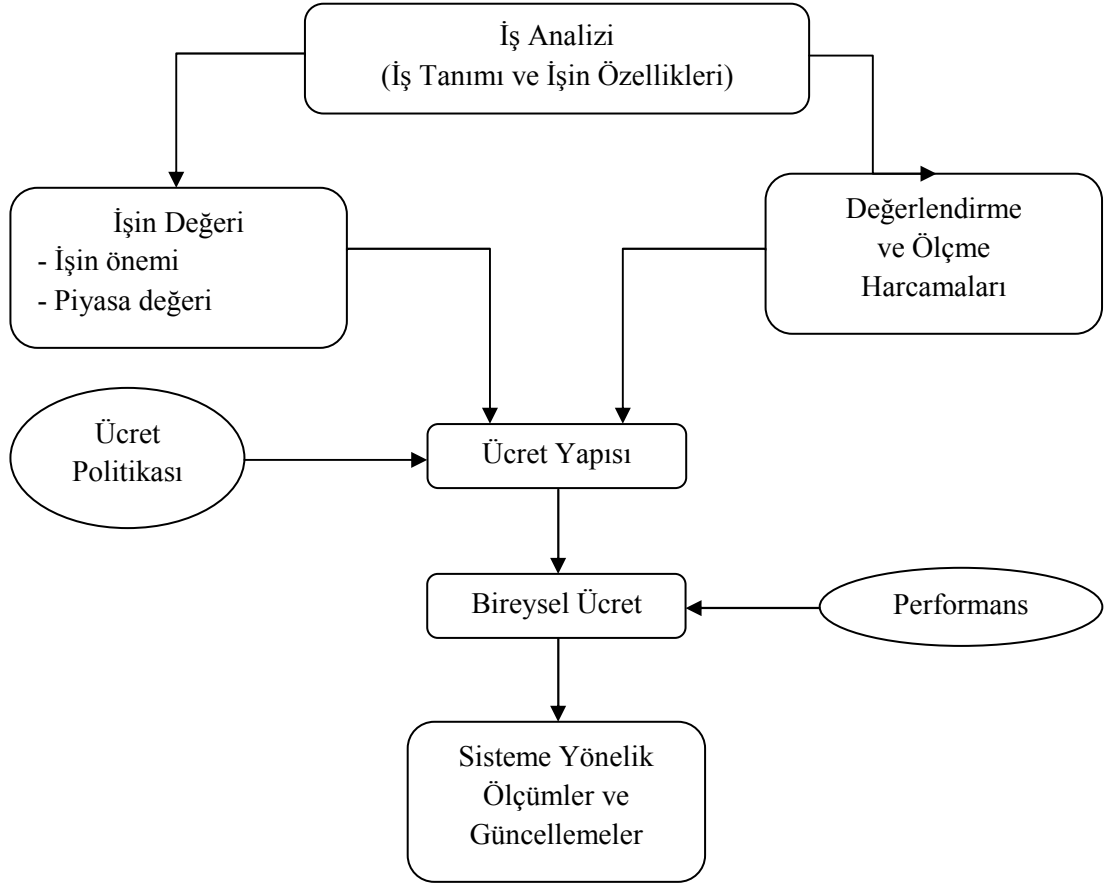 İş Analizi
(İş Tanımı ve İşin Özellikleri)
İşin Değeri
- İşin önemi
- Piyasa değeri
Değerlendirme
ve Ölçme
Harcamaları
Ücret
Politikası
Ücret Yapısı
Bireysel Ücret
Performans
Sisteme Yönelik
Ölçümler ve
Güncellemeler